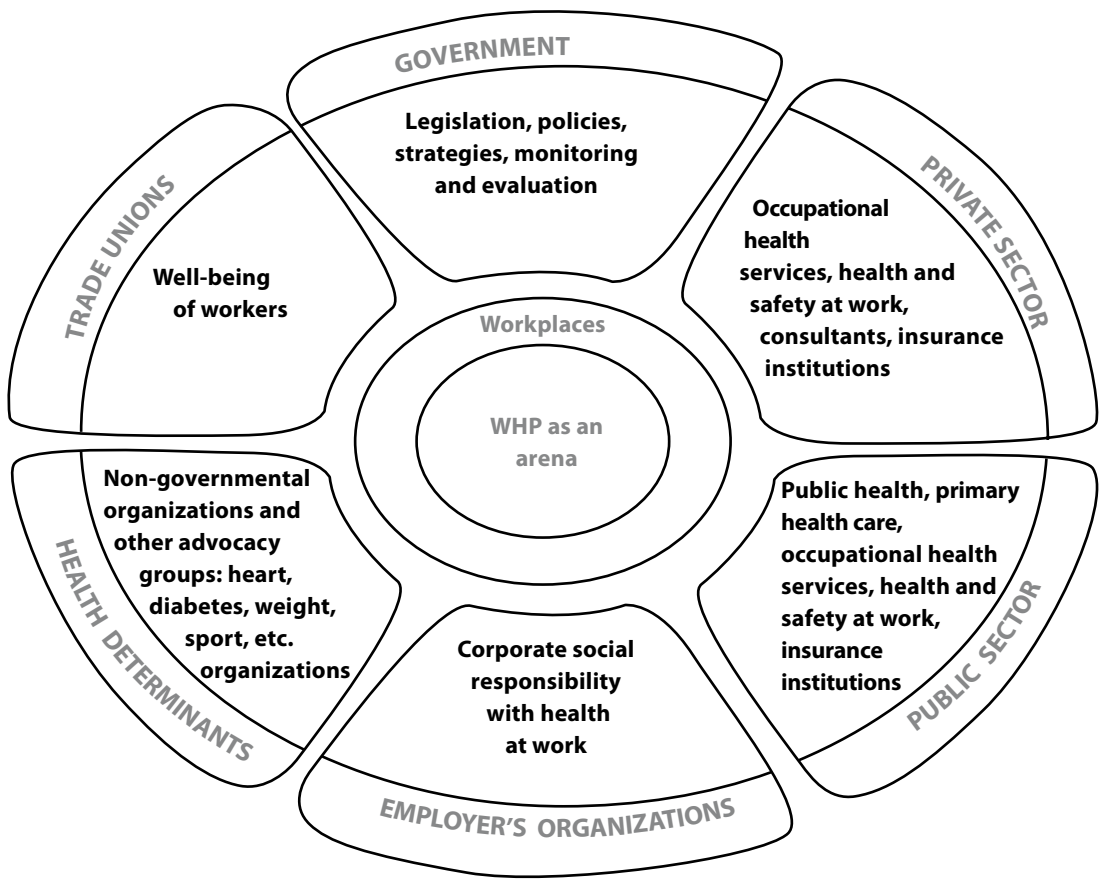 GOVERNMENT
Legislation, policies,
strategies, monitoring
and evaluation
PRIVATE SECTOR
Occupational
health
services, health and
safety at work,
consultants, insurance
institutions
PUBLIC SECTOR
Public health, primary
health care,
occupational health
services, health and
safety at work,
insurance
institutions
EMPLOYER'S ORGANIZATIONS
Corporate social
responsibility
with health
at work
HEALTH DETERMINANTS
Non-governmental
organizations and
other advocacy
groups: heart,
diabetes, weight,
sport, etc.
organizations
TRADE UNIONS
Well-being
of workers
Workplaces
WHP as an
arena